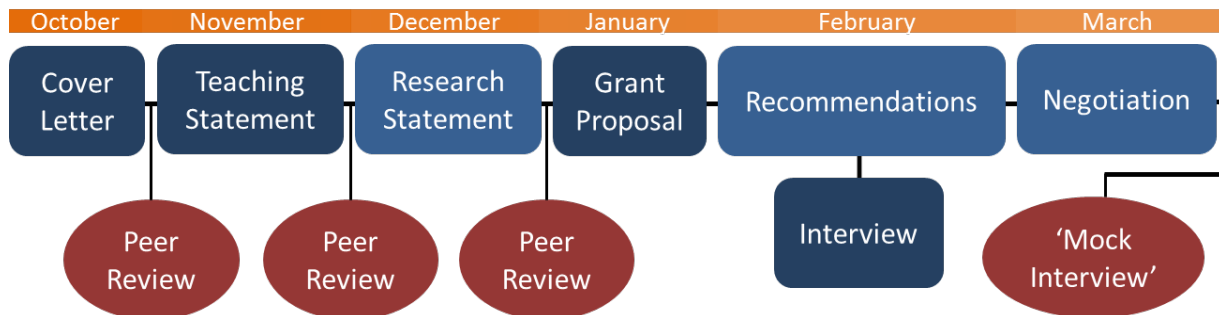 October November December January February March
Cover
Letter
Teaching
Statement
Research
Statement
Grant
Proposal
Recommendations
Negotiation
Peer
Review
Peer
Review
Peer
Review
Interview
‘Mock
Interview’